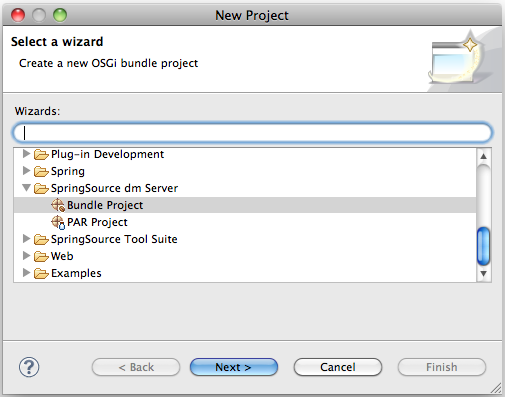 New Project
Select a wizard
Create a new OSGi bundle project
Wizards:
Plug-in Development
Spring
SpringSource dm Server
Bundle Project
PAR Project
SpringSource Tool Suite
Web
Examples
?
< Back
Next >
Cancel
Finish